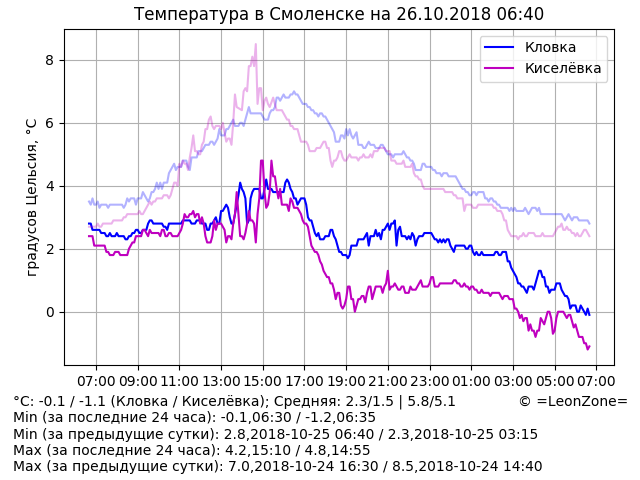 Температура в Смоленске на 26.10.2018 06:40
Кловка
Киселёвка
градусов Цельсия, °C
8
6
4
2
0
07:00 09:00 11:00 13:00 15:00 17:00 19:00 21:00 23:00 01:00 03:00 05:00 07:00
°C: -0.1 / -1.1 (Кловка / Киселёвка); Средняя: 2.3/1.5 | 5.8/5.1 © =LeonZone=
Min (за последние 24 часа): -0.1,06:30 / -1.2,06:35
Min (за предыдущие сутки): 2.8,2018-10-25 06:40 / 2.3,2018-10-25 03:15
Max (за последние 24 часа): 4.2,15:10 / 4.8,14:55
Max (за предыдущие сутки): 7.0,2018-10-24 16:30 / 8.5,2018-10-24 14:40